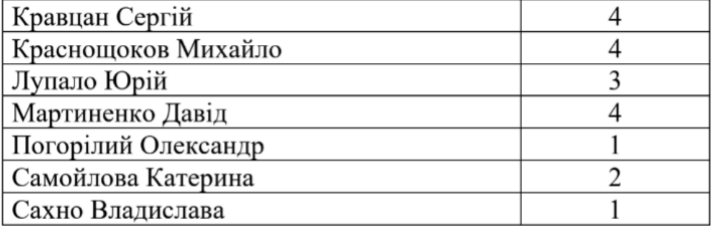 Кравцан Сергій 4
Краснощоков Михайло 4
Лупало Юрій 3
Мартиненко Давід 4
Погорілий Олександр 1
Самойлова Катерина 2
Сахно Владислава 1